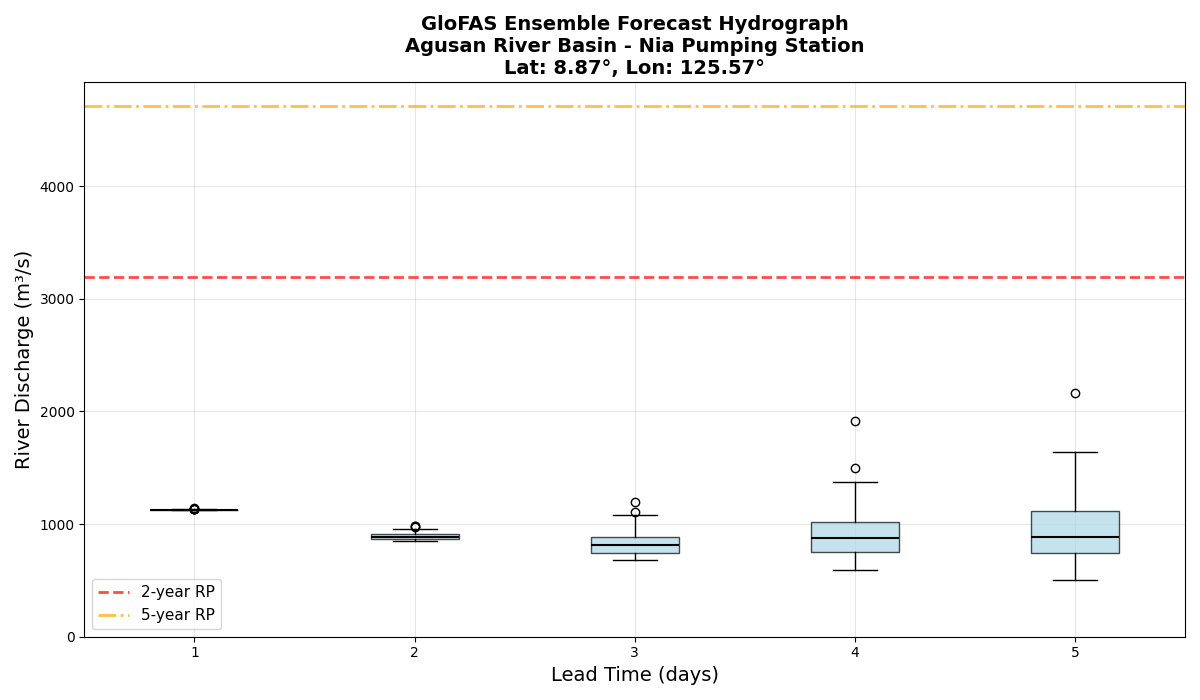 GloFAS Ensemble Forecast Hydrograph
Agusan River Basin - Nia Pumping Station
Lat: 8.87°, Lon: 125.57°
River Discharge (m³/s)
4000
3000
2000
1000
0
2-year RP
5-year RP
1 2 3 4 5
Lead Time (days)